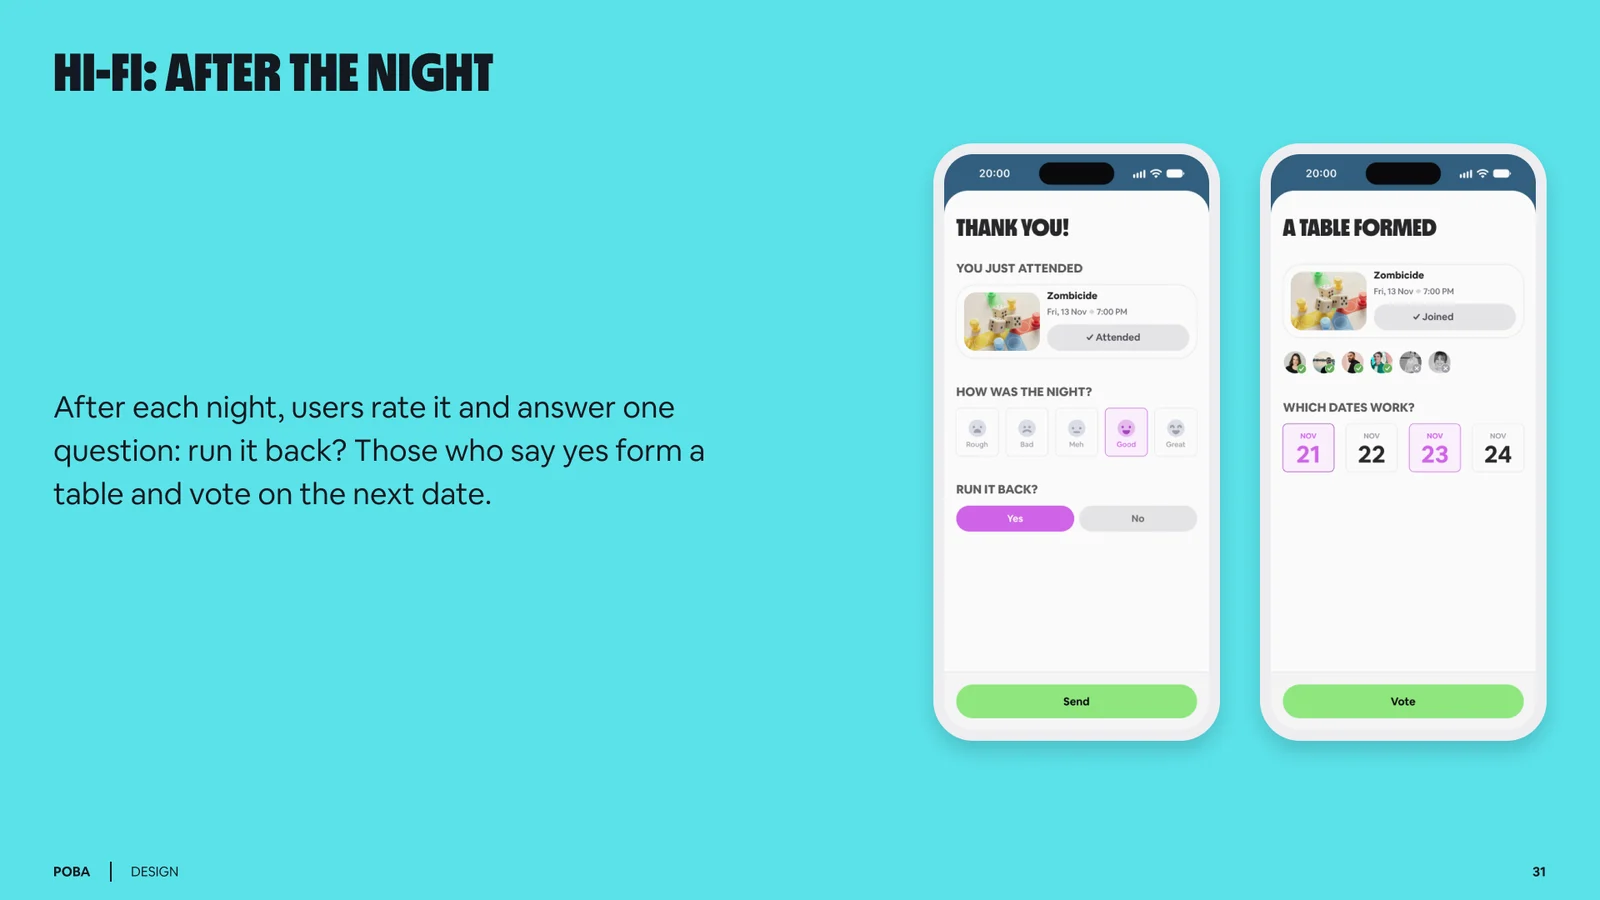 HI-FI: AFTER THE NIGHT
After each night, users rate it and answer one
question: run it back? Those who say yes form a
table and vote on the next date.
20:00
THANK YOU!
YOU JUST ATTENDED
Zombicide
Fri, 13 Nov 7:00 PM
✓ Attended
HOW WAS THE NIGHT?
Rough Bad Meh Good Great
RUN IT BACK?
Yes No
Send
20:00
A TABLE FORMED
Zombicide
Fri, 13 Nov 7:00 PM
✓ Joined
WHICH DATES WORK?
NOV NOV NOV NOV
21 22 23 24
Vote
POBA | DESIGN
31